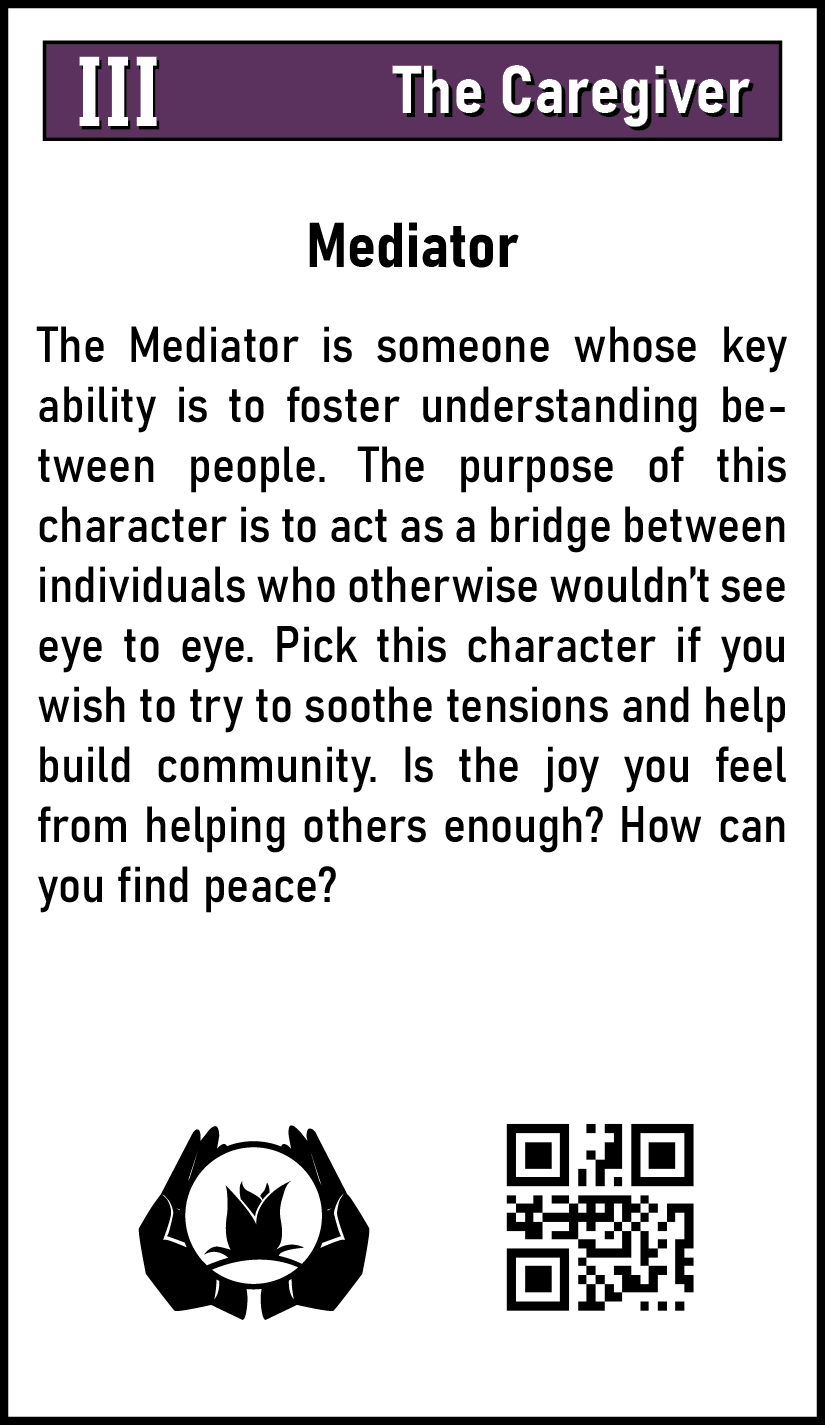 III The Caregiver
Mediator
The Mediator is someone whose key
ability is to foster understanding be-
tween people. The purpose of this
character is to act as a bridge between
individuals who otherwise wouldn’t see
eye to eye. Pick this character if you
wish to try to soothe tensions and help
build community. Is the joy you feel
from helping others enough? How can
you find peace?